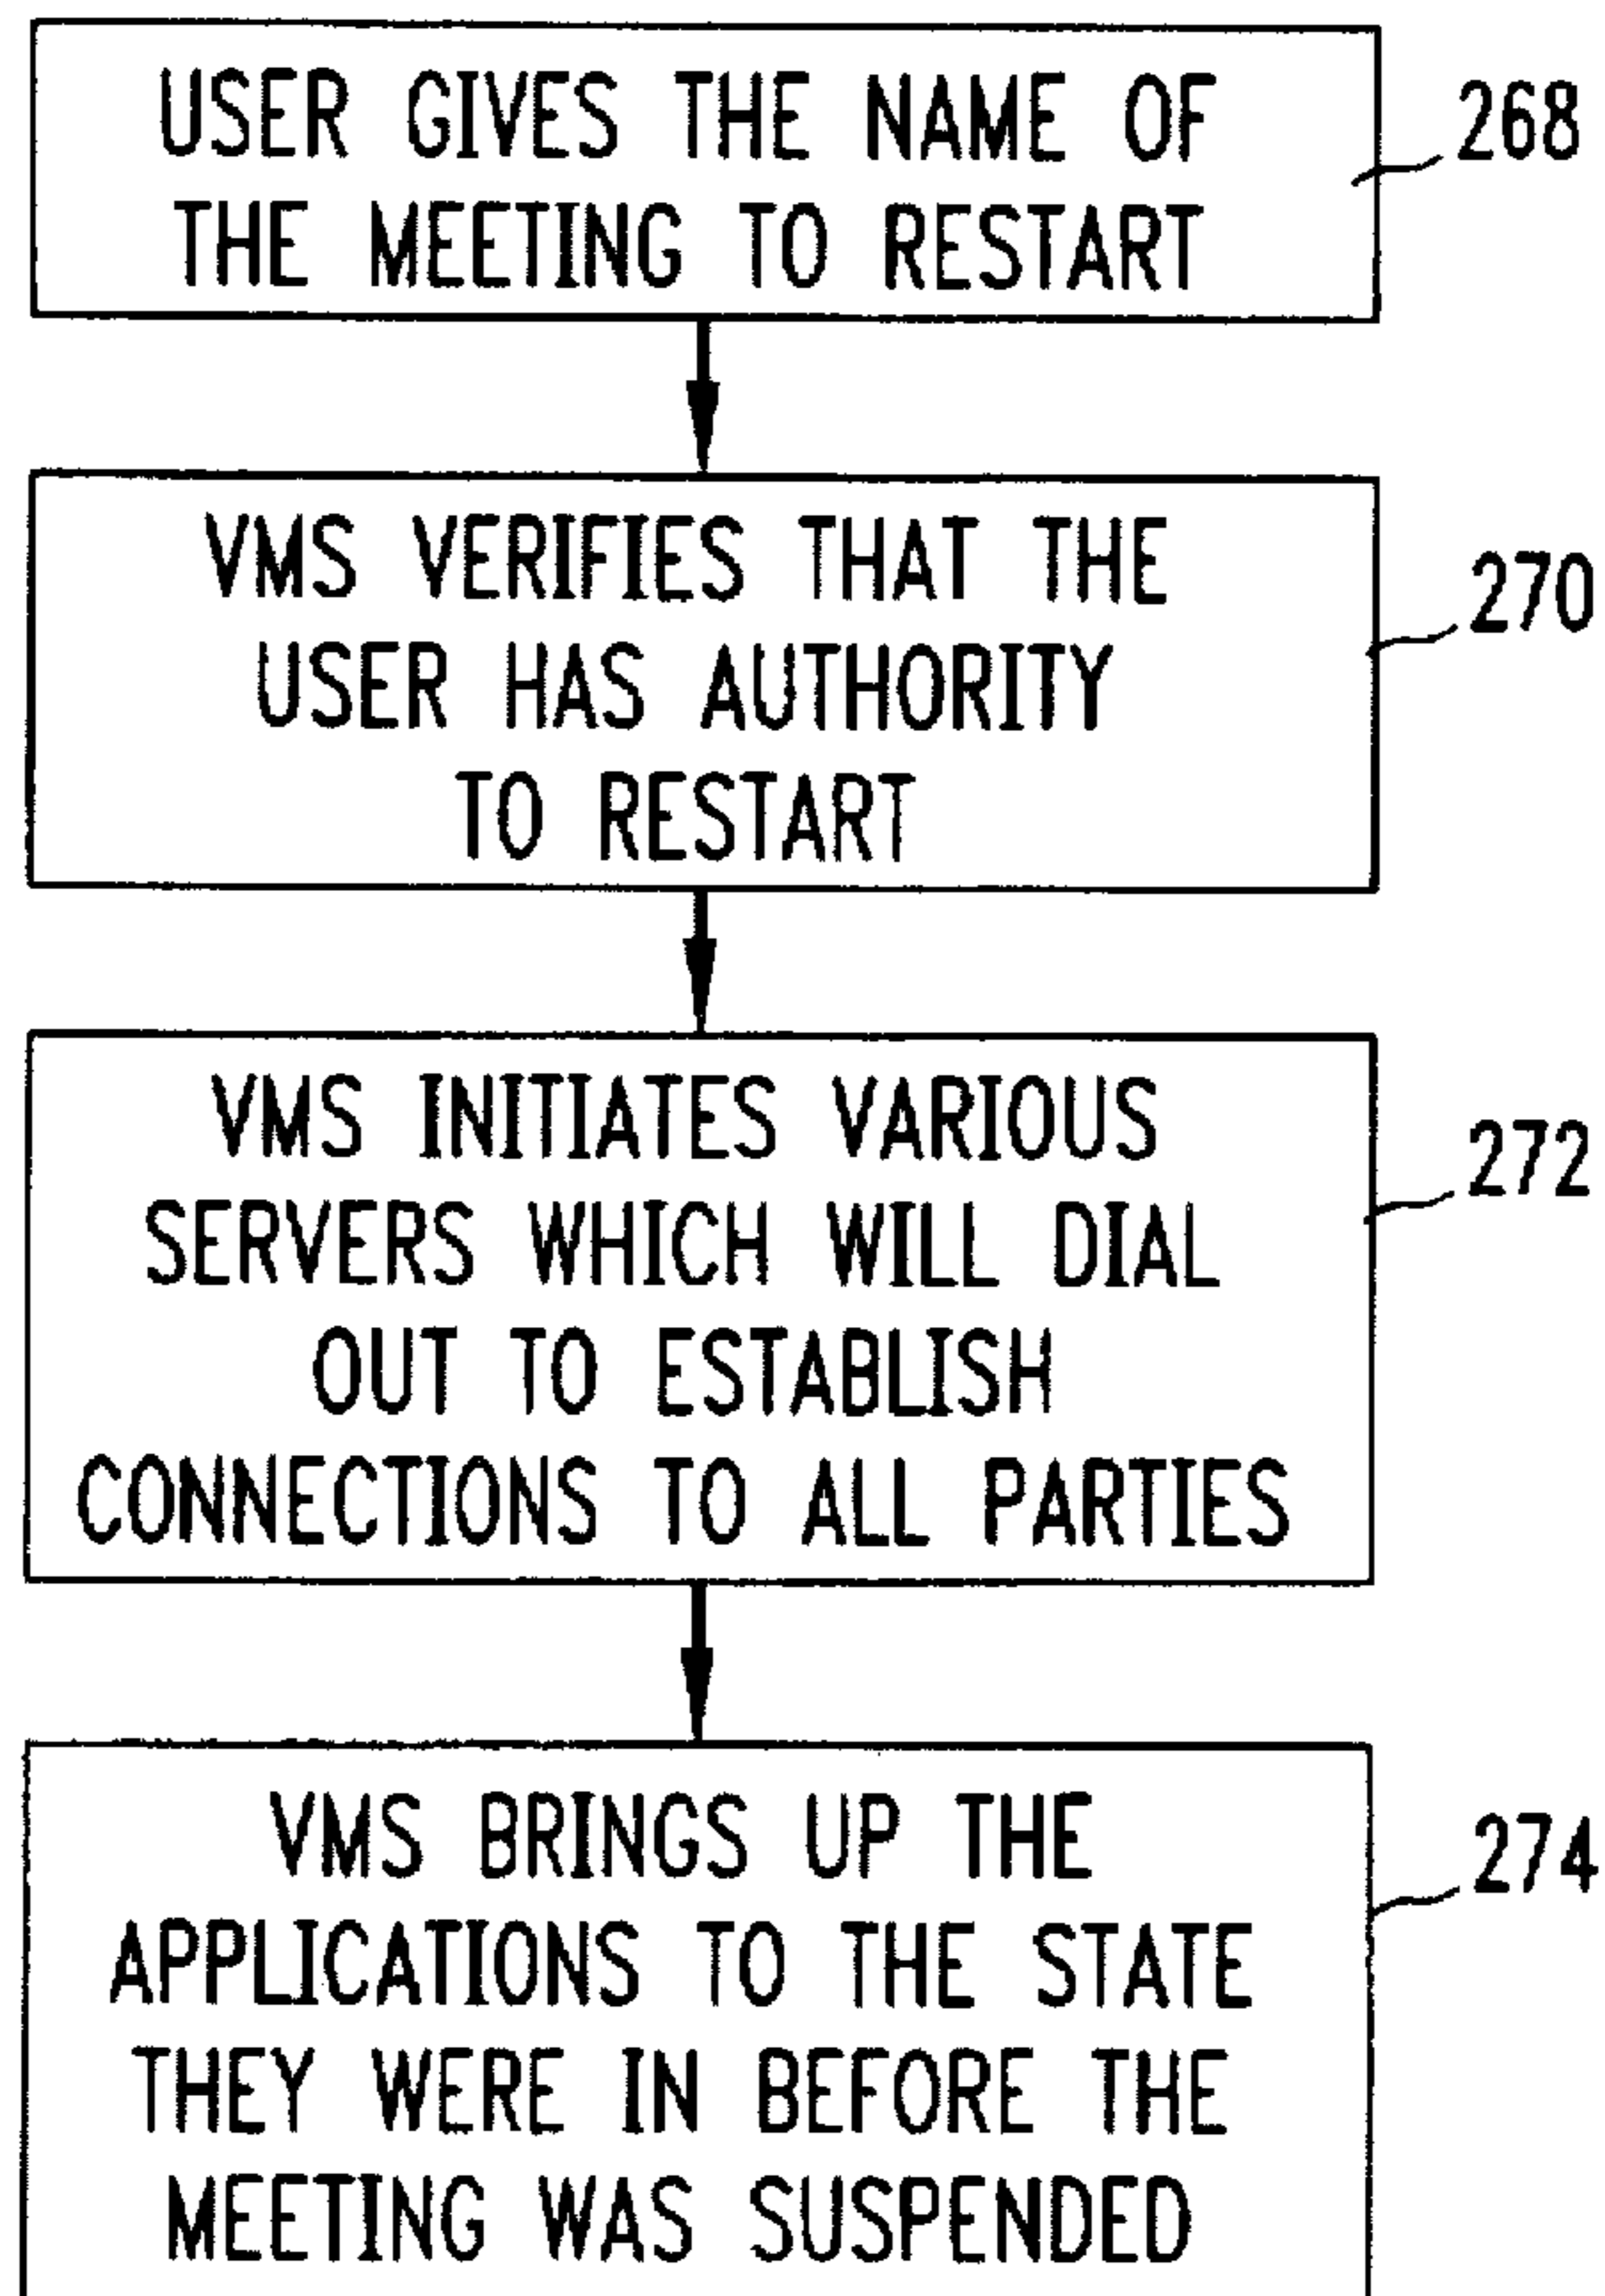 USER GIVES THE NAME OF
THE MEETING TO RESTART
268
VMS VERIFIES THAT THE
USER HAS AUTHORITY
TO RESTART
270
VMS INITIATES VARIOUS
SERVERS WHICH WILL DIAL
OUT TO ESTABLISH
CONNECTIONS TO ALL PARTIES
272
VMS BRINGS UP THE
APPLICATIONS TO THE STATE
THEY WERE IN BEFORE THE
MEETING WAS SUSPENDED
274